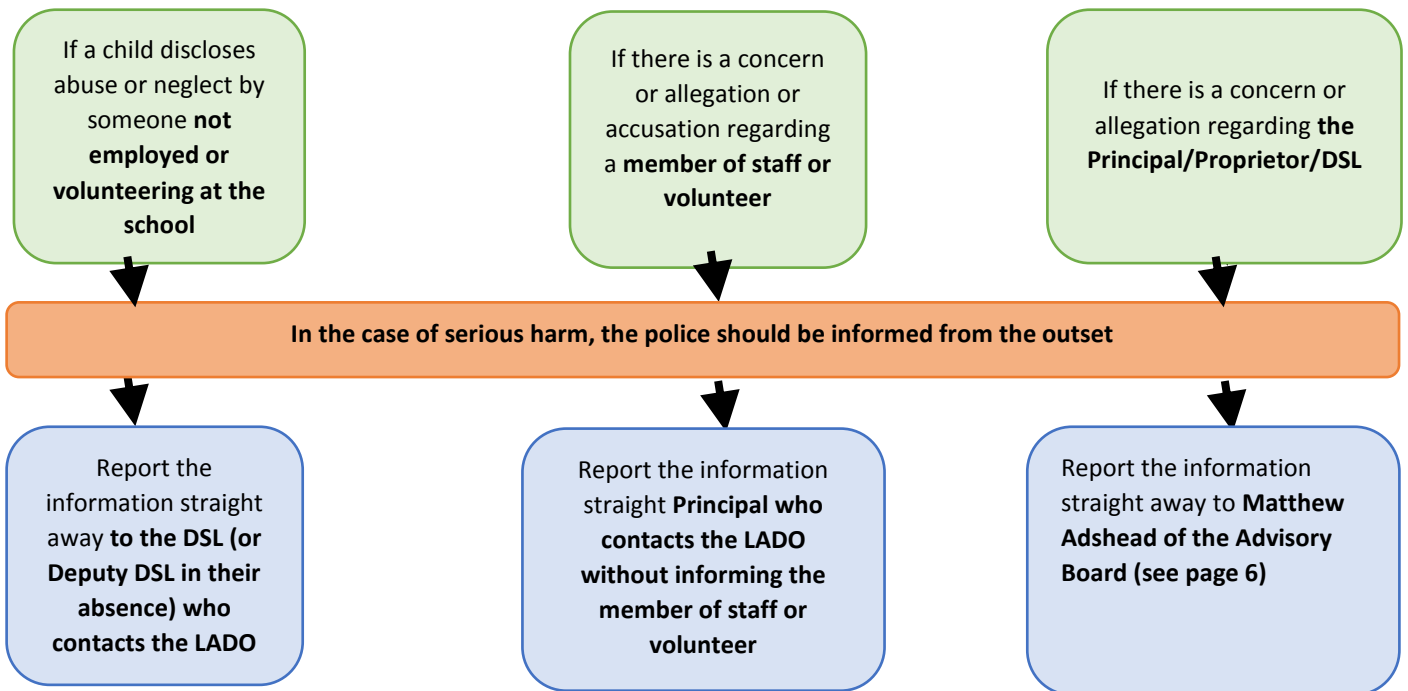 If a child discloses
abuse or neglect by
someone not
employed or
volunteering at the
school
If there is a concern
or allegation or
accusation regarding
a member of staff or
volunteer
If there is a concern or
allegation regarding the
Principal/Proprietor/DSL
In the case of serious harm, the police should be informed from the outset
Report the
information straight
away to the DSL (or
Deputy DSL in their
absence) who
contacts the LADO
Report the information
straight Principal who
contacts the LADO
without informing the
member of staff or
volunteer
Report the information
straight away to Matthew
Adshead of the Advisory
Board (see page 6)